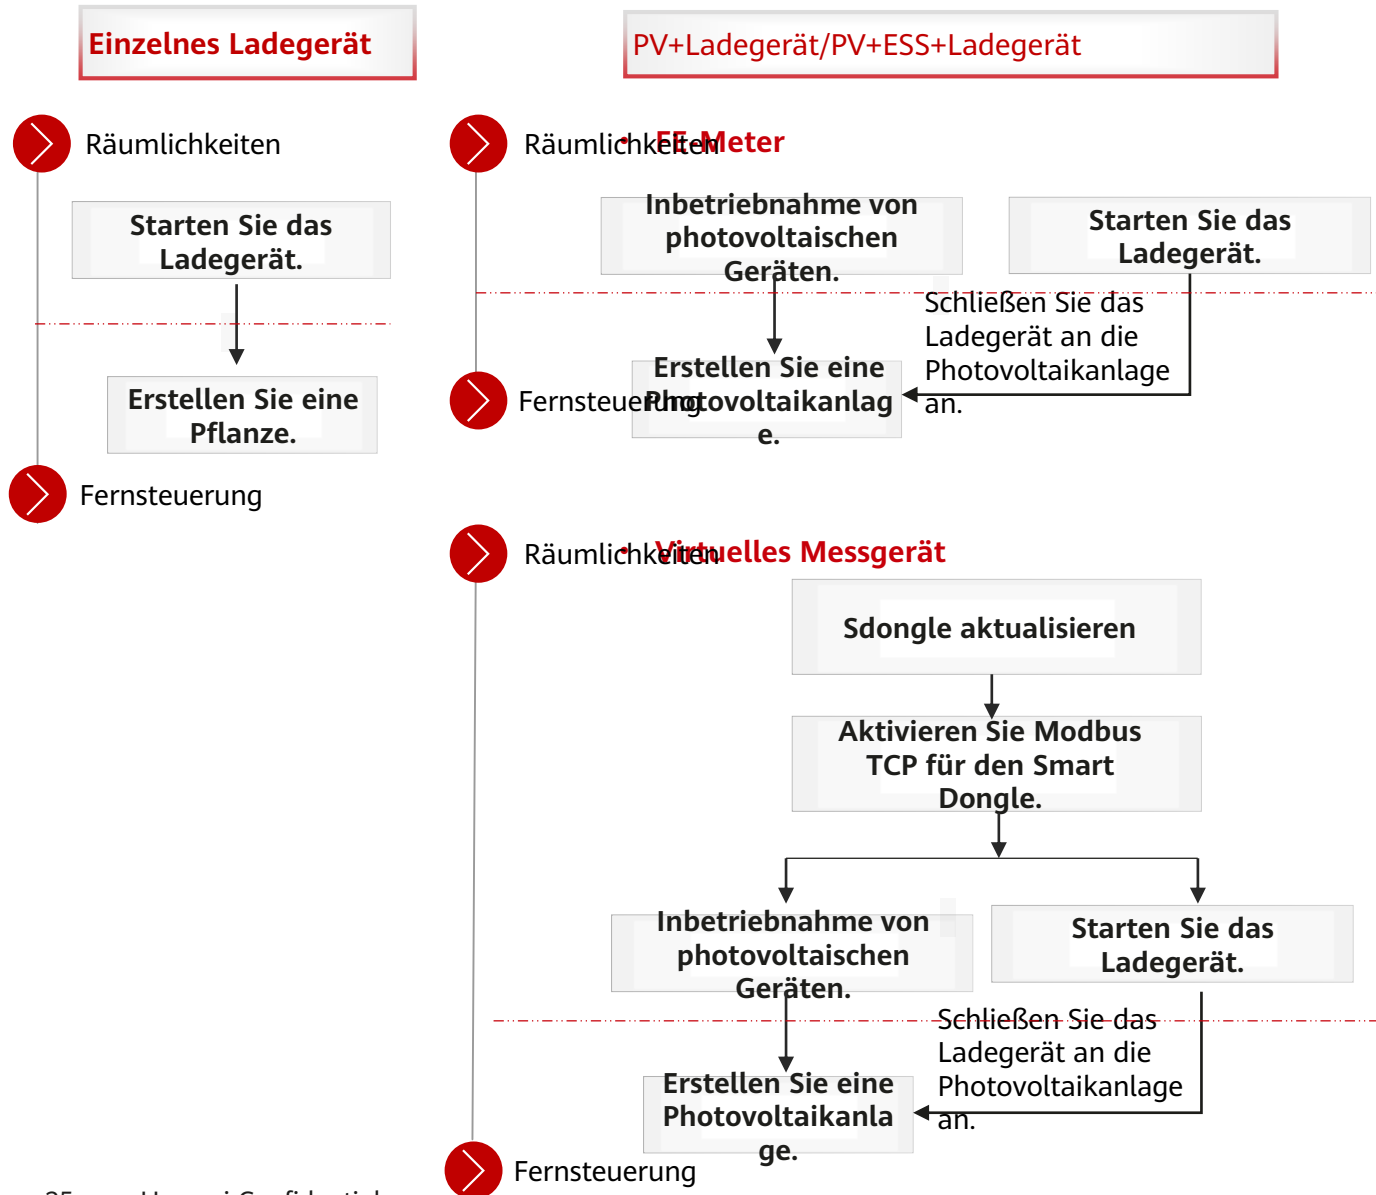 Einzelnes Ladegerät
PV+Ladegerät/PV+ESS+Ladegerät
Räumlichkeiten
Starten Sie das
Ladegerät.
Erstellen Sie eine
Pflanze.
Fernsteuerung
Räumlichkeiten
• EE-Meter
Inbetriebnahme von
photovoltaischen
Geräten.
Starten Sie das
Ladegerät.
Schließen Sie das
Ladegerät an die
Photovoltaikanlage
an.
Fernsteuerung
Erstellen Sie eine
Photovoltaikanlag
e.
Räumlichkeiten
• Virtuelles Messgerät
Sdongle aktualisieren
Aktivieren Sie Modbus
TCP für den Smart
Dongle.
Inbetriebnahme von
photovoltaischen
Geräten.
Starten Sie das
Ladegerät.
Schließen Sie das
Ladegerät an die
Photovoltaikanlage
an.
Erstellen Sie eine
Photovoltaikanla
ge.
Fernsteuerung